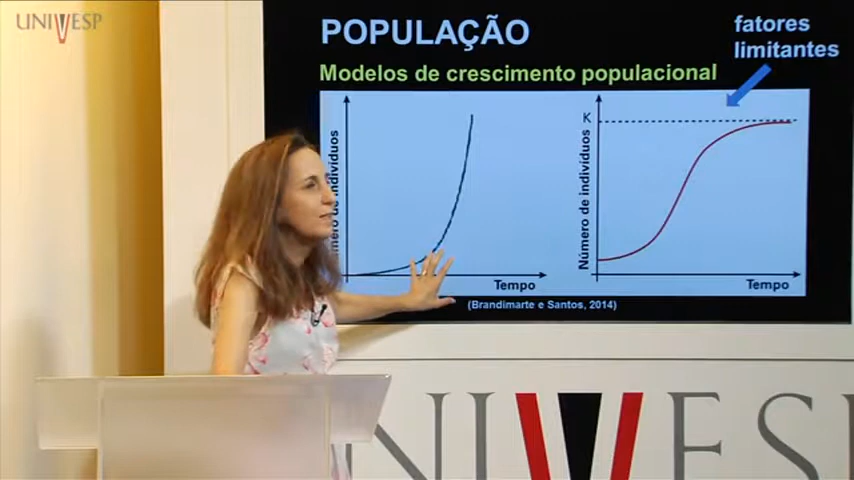 UNIVESP
POPULAÇÃO
Modelos de crescimento populacional
fatores
limitantes
Número de indivíduos
Tempo
K
Número de indivíduos
Tempo
(Brandimarte e Santos, 2014)
UNIVESP